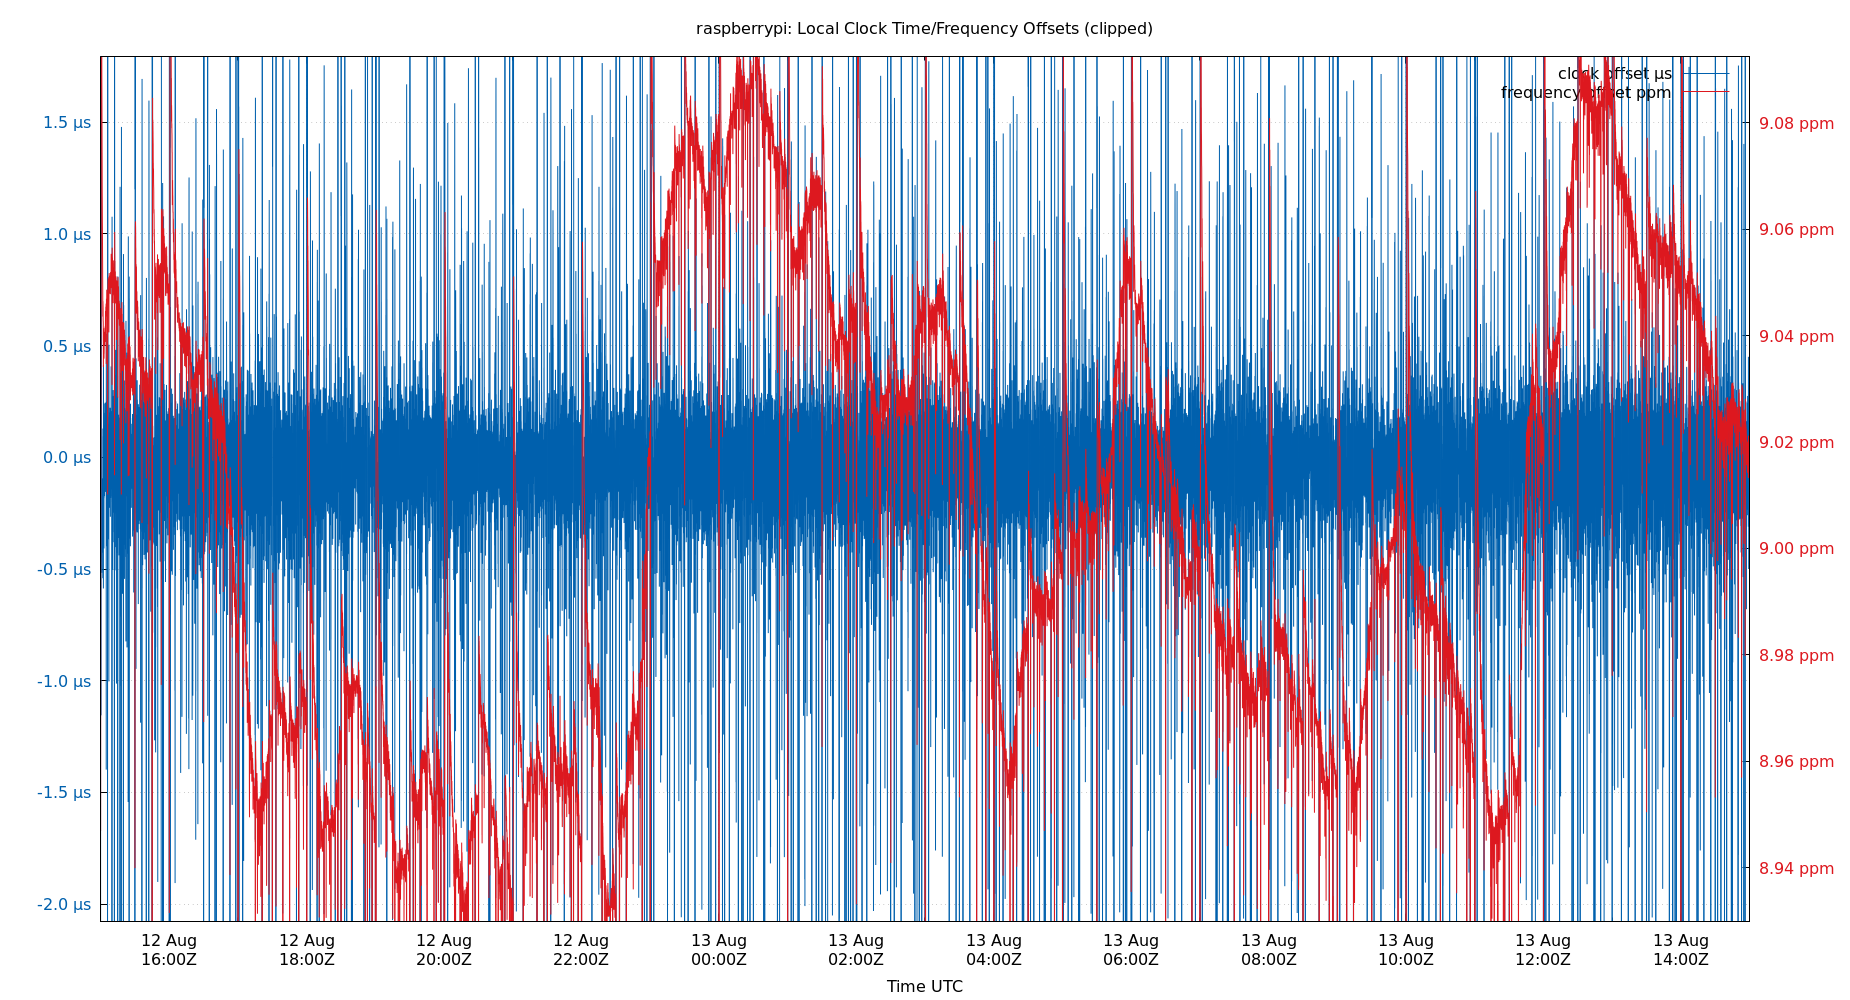 raspberrypi: Local Clock Time/Frequency Offsets (clipped)
clock offset µs
frequency offset ppm
1.5 µs
1.0 µs
0.5 µs
0.0 µs
-0.5 µs
-1.0 µs
-1.5 µs
-2.0 µs
9.08 ppm
9.06 ppm
9.04 ppm
9.02 ppm
9.00 ppm
8.98 ppm
8.96 ppm
8.94 ppm
12 Aug 12 Aug 12 Aug 12 Aug 13 Aug 13 Aug 13 Aug 13 Aug 13 Aug 13 Aug 13 Aug 13 Aug
16:00Z 18:00Z 20:00Z 22:00Z 00:00Z 02:00Z 04:00Z 06:00Z 08:00Z 10:00Z 12:00Z 14:00Z
Time UTC